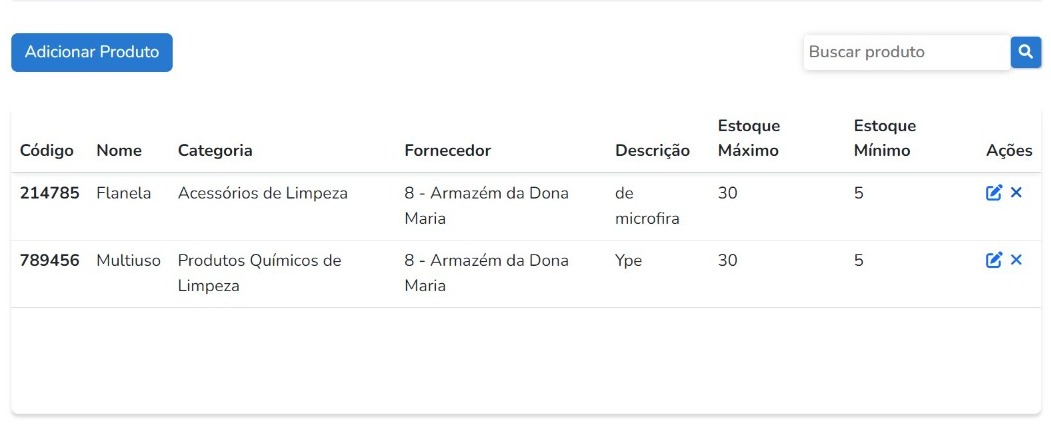 Adicionar Produto
Buscar produto
Código Nome Categoria Fornecedor Descrição Estoque Máximo Estoque Mínimo Ações
214785 Flanela Acessórios de Limpeza 8 - Armazém da Dona Maria de microfira 30 5
789456 Multiuso Produtos Químicos de Limpeza 8 - Armazém da Dona Maria Ype 30 5